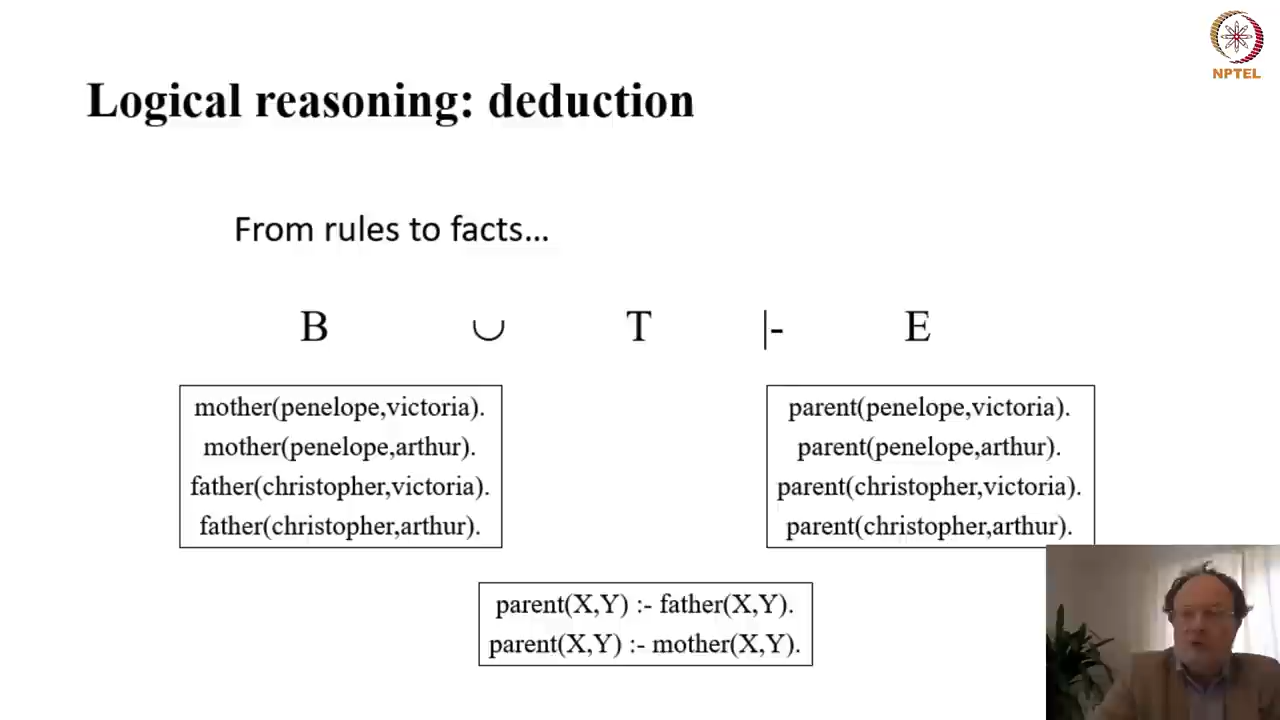 NPTEL
Logical reasoning: deduction
From rules to facts...
B ∪ T |- E
mother(penelope,victoria).
mother(penelope,arthur).
father(christopher,victoria).
father(christopher,arthur).
parent(penelope,victoria).
parent(penelope,arthur).
parent(christopher,victoria).
parent(christopher,arthur).
parent(X,Y) :- father(X,Y).
parent(X,Y) :- mother(X,Y).